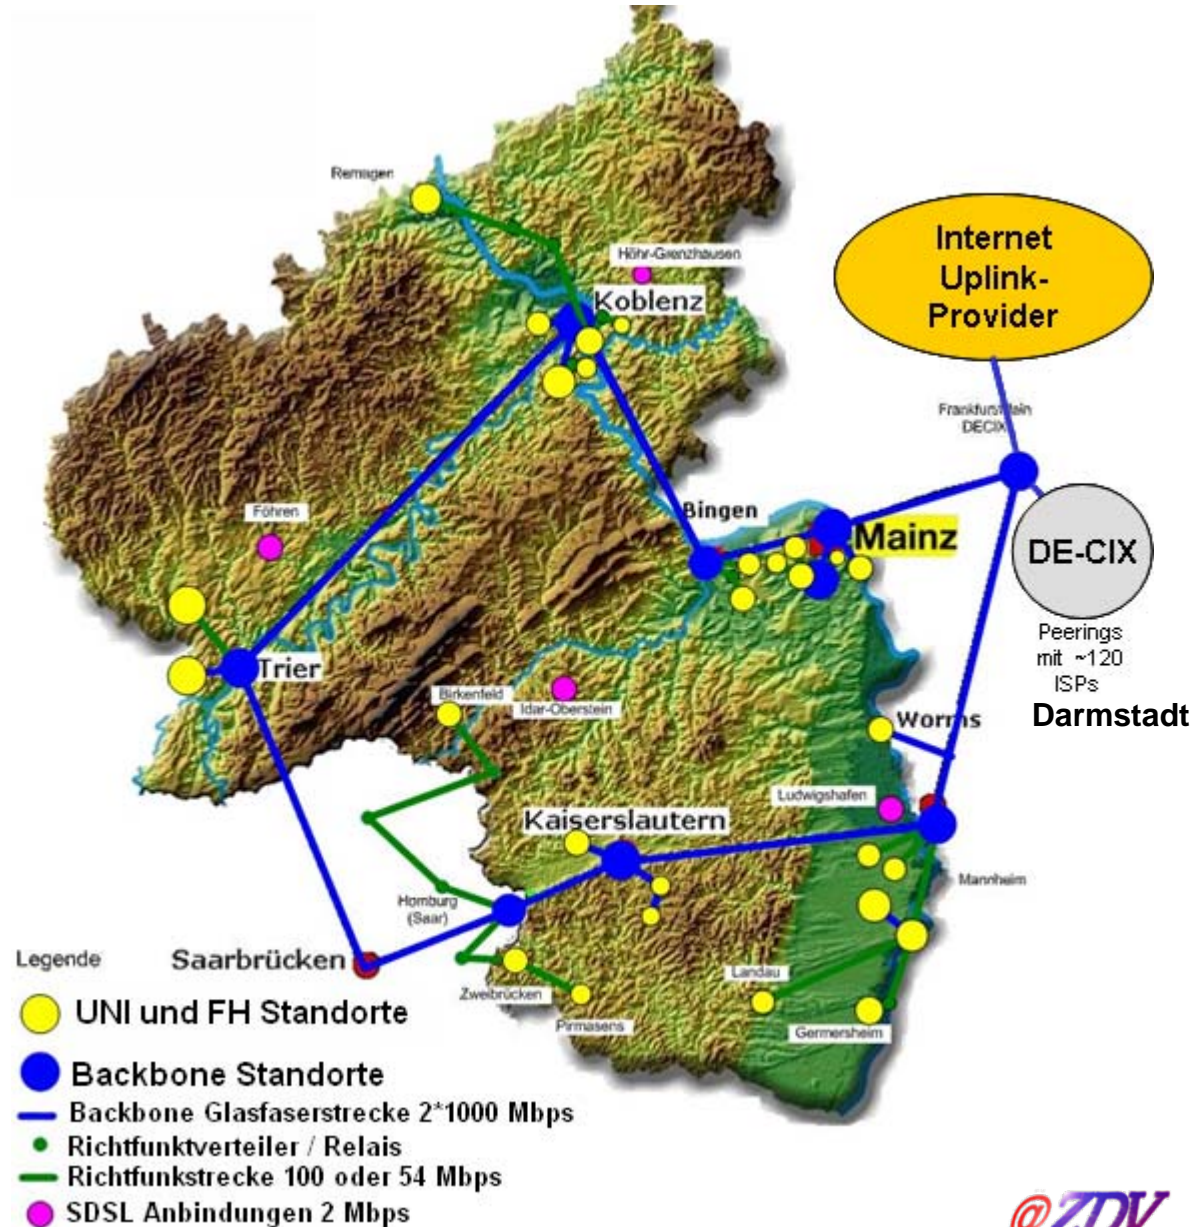 Remagen
Höhr-Grenzhausen
Koblenz
Internet
Uplink-
Provider
Frankfurt
DECIX
Bingen
Mainz
DE-CIX
Peerings
mit ~120
ISPs
Darmstadt
Föhren
Trier
Birkenfeld
Idar-Oberstein
Worms
Ludwigshafen
Kaiserslautern
Mannheim
Homburg
(Saar)
Saarbrücken
Zweibrücken
Pirmasens
Landau
Germersheim
Legende
UNI und FH Standorte
Backbone Standorte
Backbone Glasfaserstrecke 2*1000 Mbps
Richtfunktverteiler / Relais
Richtfunkstrecke 100 oder 54 Mbps
SDSL Anbindungen 2 Mbps
@ZDV